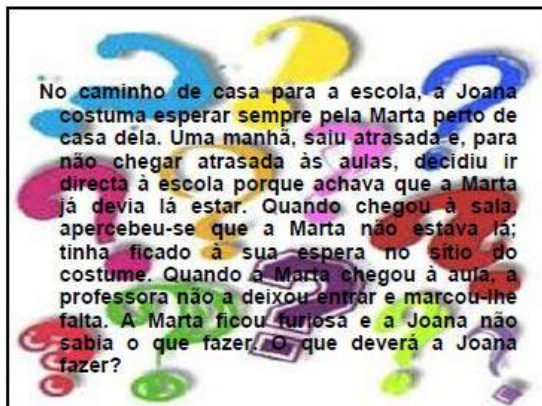 No caminho de casa para a escola, a Joana
costuma esperar sempre pela Marta perto de
casa dela. Uma manhã, saiu atrasada e, para
não chegar atrasada às aulas, decidiu ir
directa à escola porque achava que a Marta
já devia lá estar. Quando chegou à sala,
apercebeu-se que a Marta não estava lá;
tinha ficado à sua espera no sítio do
costume. Quando a Marta chegou à aula, a
professora não a deixou entrar e marcou-lhe
falta. A Marta ficou furiosa e a Joana não
sabia o que fazer. O que deverá a Joana
fazer?